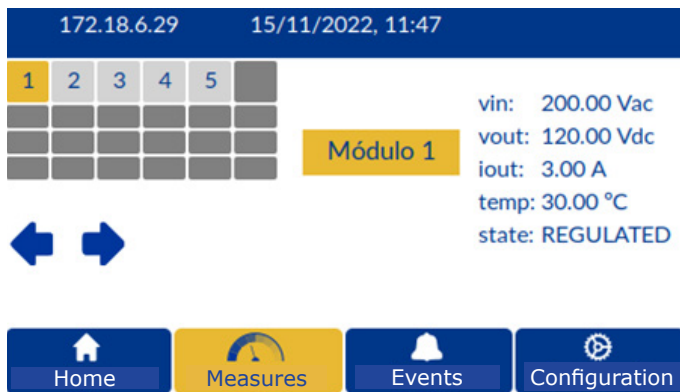 172.18.6.29 15/11/2022, 11:47
1 2 3 4 5
vin: 200.00 Vac
Módulo 1
vout: 120.00 Vdc
iout: 3.00 A
temp: 30.00 °C
state: REGULATED
Home Measures Events Configuration